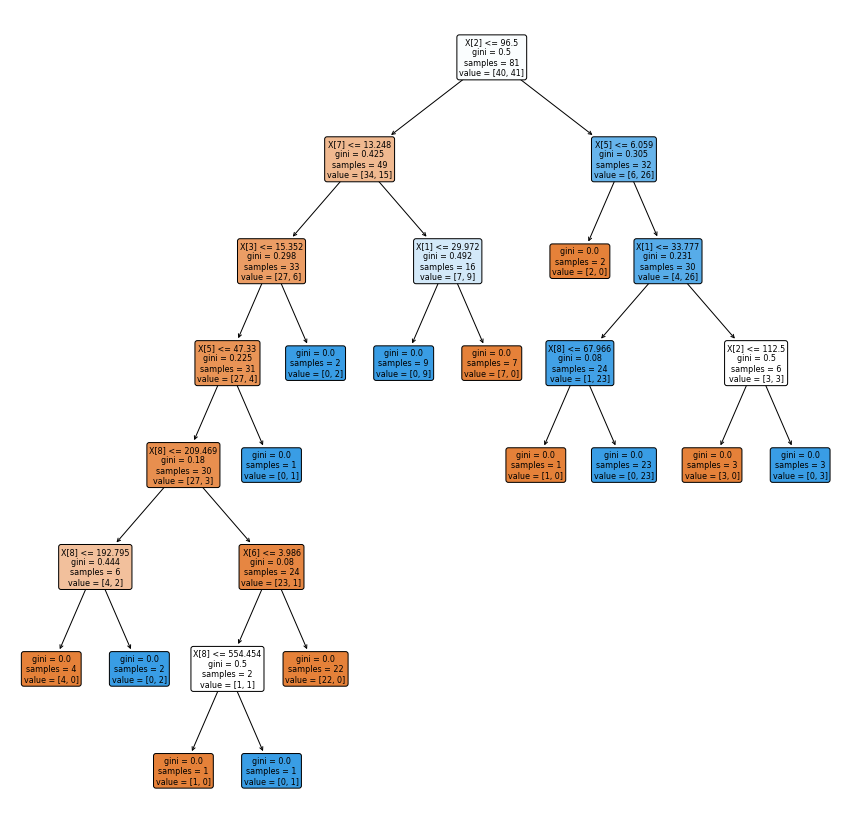 X[2] <= 96.5
gini = 0.5
samples = 81
value = [40, 41]
X[7] <= 13.248
gini = 0.425
samples = 49
value = [34, 15]
X[5] <= 6.059
gini = 0.305
samples = 32
value = [6, 26]
X[3] <= 15.352
gini = 0.298
samples = 33
value = [27, 6]
X[1] <= 29.972
gini = 0.492
samples = 16
value = [7, 9]
gini = 0.0
samples = 2
value = [2, 0]
X[1] <= 33.777
gini = 0.231
samples = 30
value = [4, 26]
X[5] <= 47.33
gini = 0.225
samples = 31
value = [27, 4]
gini = 0.0
samples = 2
value = [0, 2]
gini = 0.0
samples = 9
value = [0, 9]
gini = 0.0
samples = 7
value = [7, 0]
X[8] <= 67.966
gini = 0.08
samples = 24
value = [1, 23]
X[2] <= 112.5
gini = 0.5
samples = 6
value = [3, 3]
X[8] <= 209.469
gini = 0.18
samples = 30
value = [27, 3]
gini = 0.0
samples = 1
value = [0, 1]
gini = 0.0
samples = 1
value = [1, 0]
gini = 0.0
samples = 23
value = [0, 23]
gini = 0.0
samples = 3
value = [3, 0]
gini = 0.0
samples = 3
value = [0, 3]
X[8] <= 192.795
gini = 0.444
samples = 6
value = [4, 2]
X[6] <= 3.986
gini = 0.08
samples = 24
value = [23, 1]
gini = 0.0
samples = 4
value = [4, 0]
gini = 0.0
samples = 2
value = [0, 2]
X[8] <= 554.454
gini = 0.5
samples = 2
value = [1, 1]
gini = 0.0
samples = 22
value = [22, 0]
gini = 0.0
samples = 1
value = [1, 0]
gini = 0.0
samples = 1
value = [0, 1]